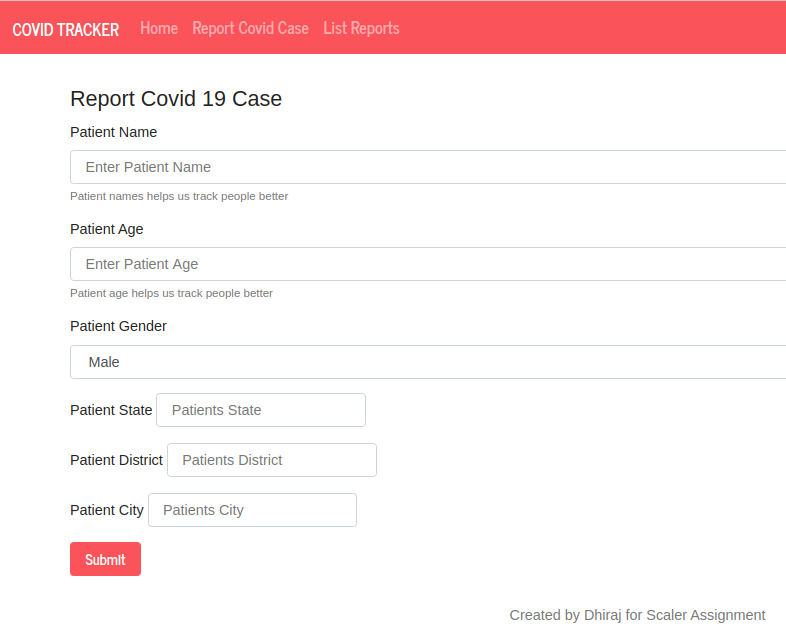 COVID TRACKER Home Report Covid Case List Reports
Report Covid 19 Case
Patient Name
Enter Patient Name
Patient names helps us track people better
Patient Age
Enter Patient Age
Patient age helps us track people better
Patient Gender
Male
Patient State Patients State
Patient District Patients District
Patient City Patients City
Submit
Created by Dhiraj for Scaler Assignment